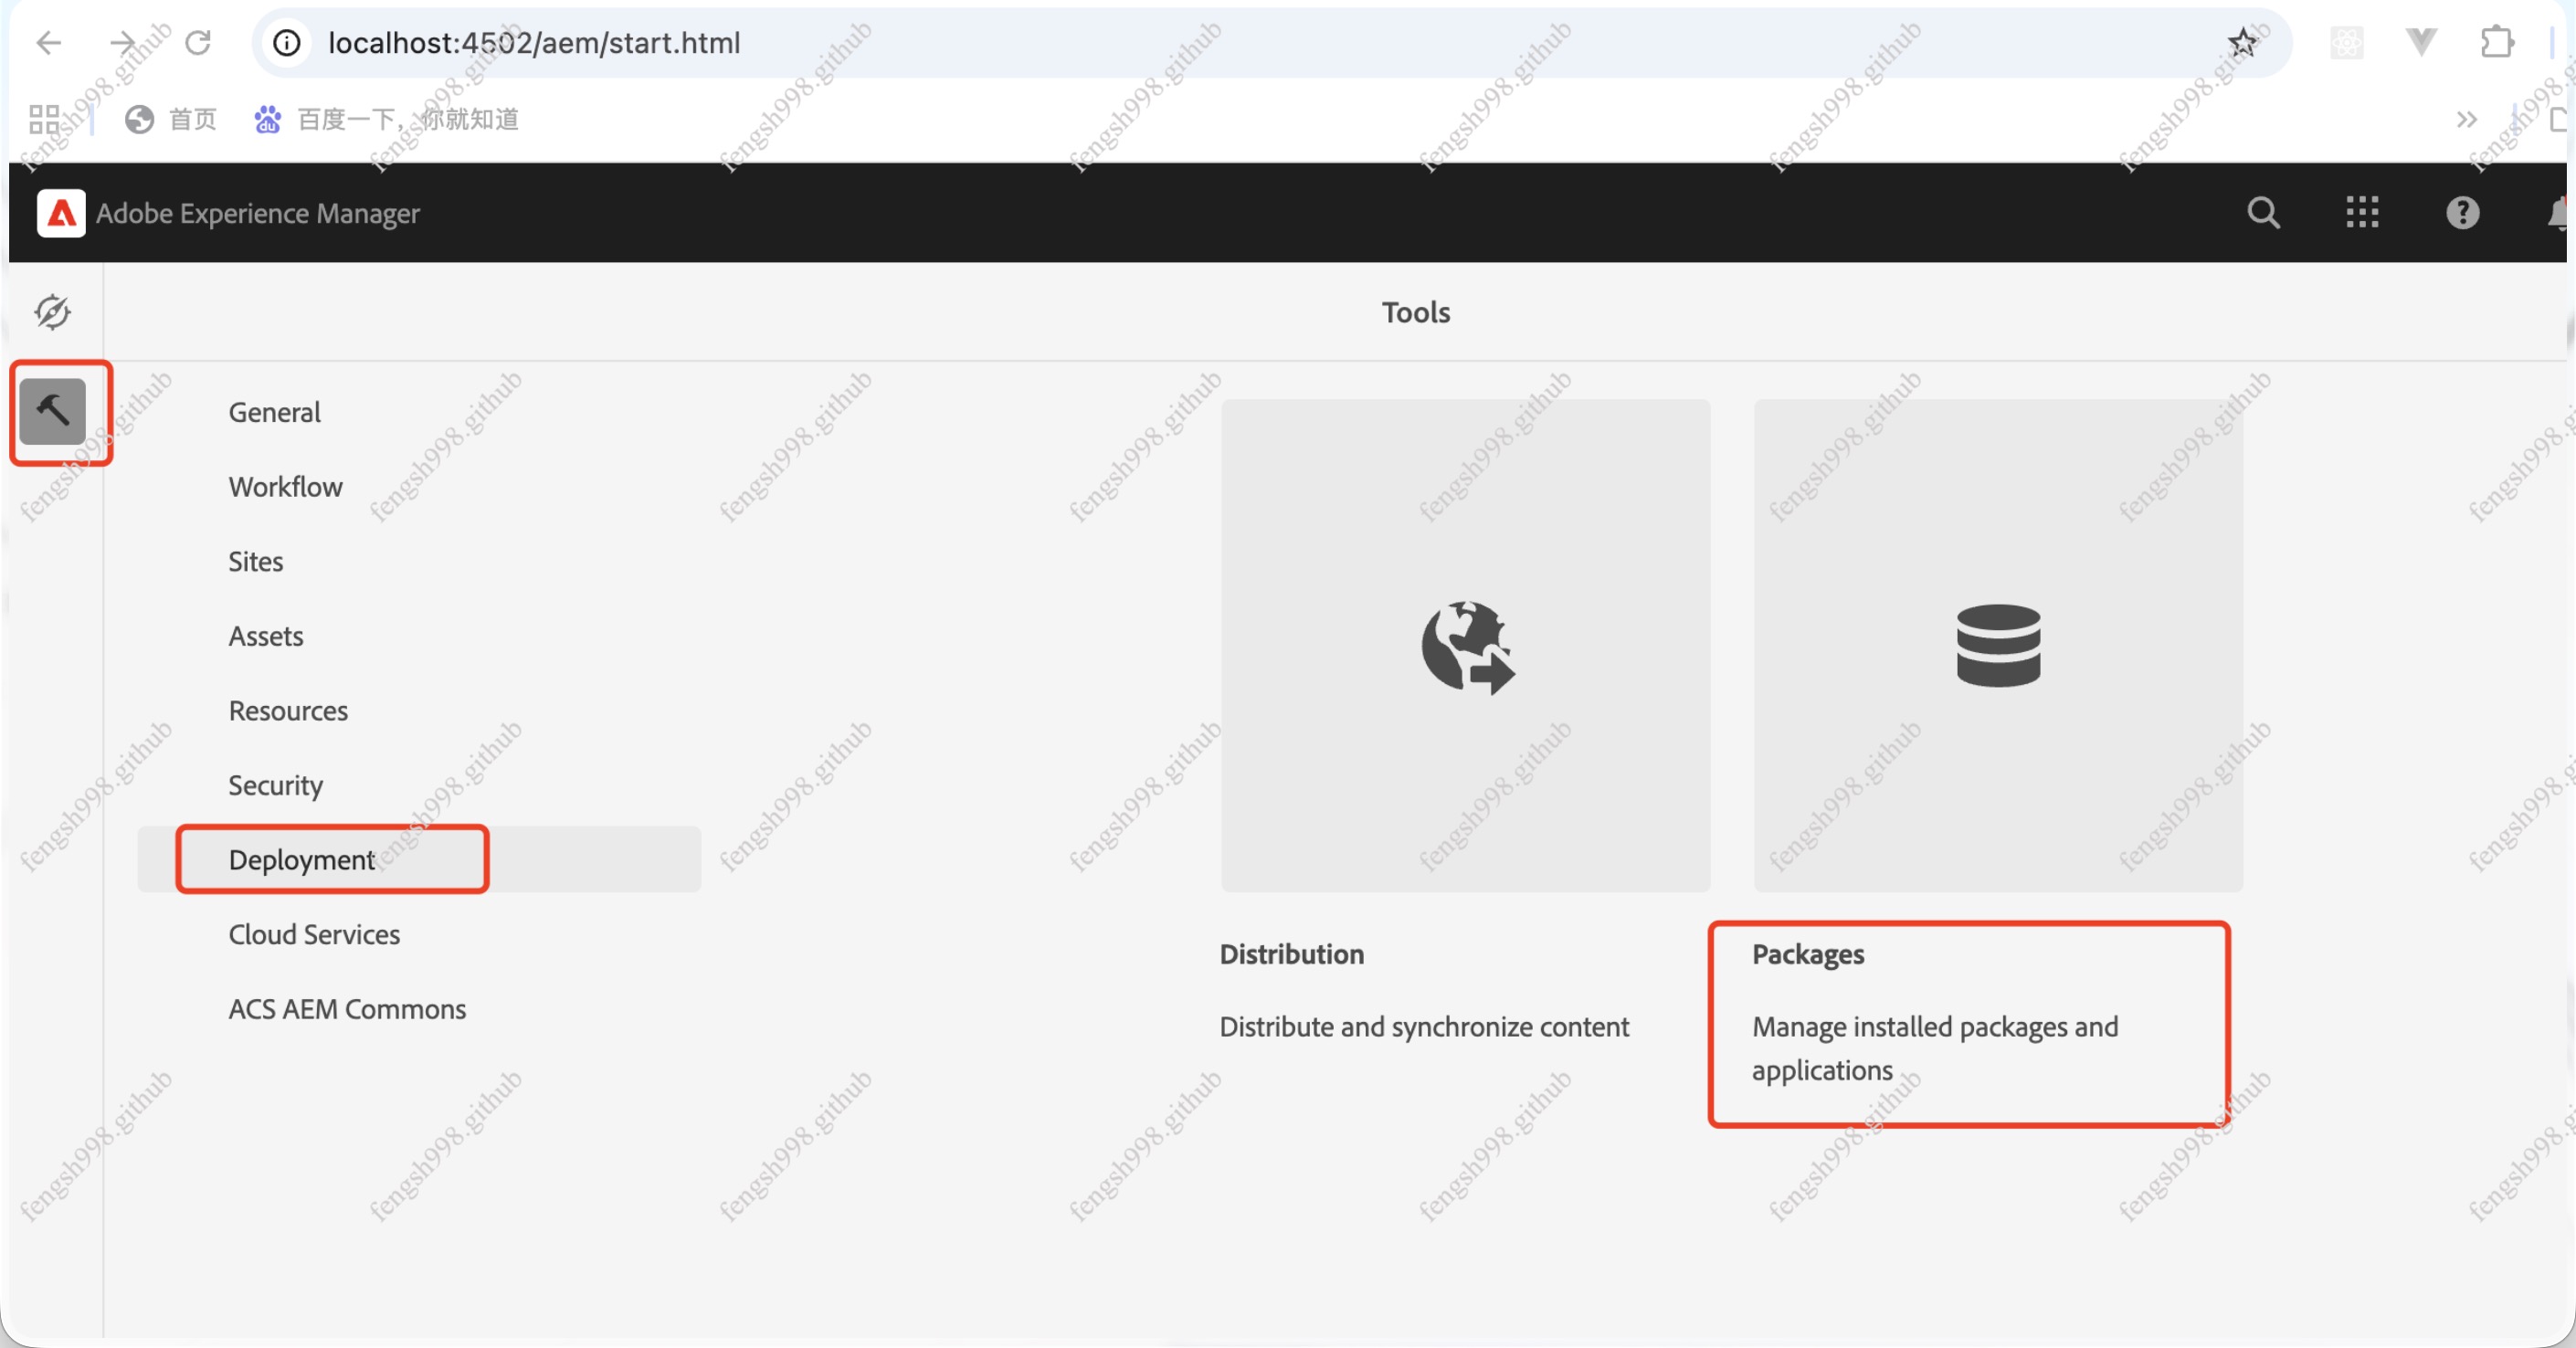 localhost:4502/aem/start.html
首页
百度一下，你就知道
Adobe Experience Manager
Tools
General
Workflow
Sites
Assets
Resources
Security
Deployment
Cloud Services
ACS AEM Commons
Distribution
Distribute and synchronize content
Packages
Manage installed packages and
applications
fengsh998.github